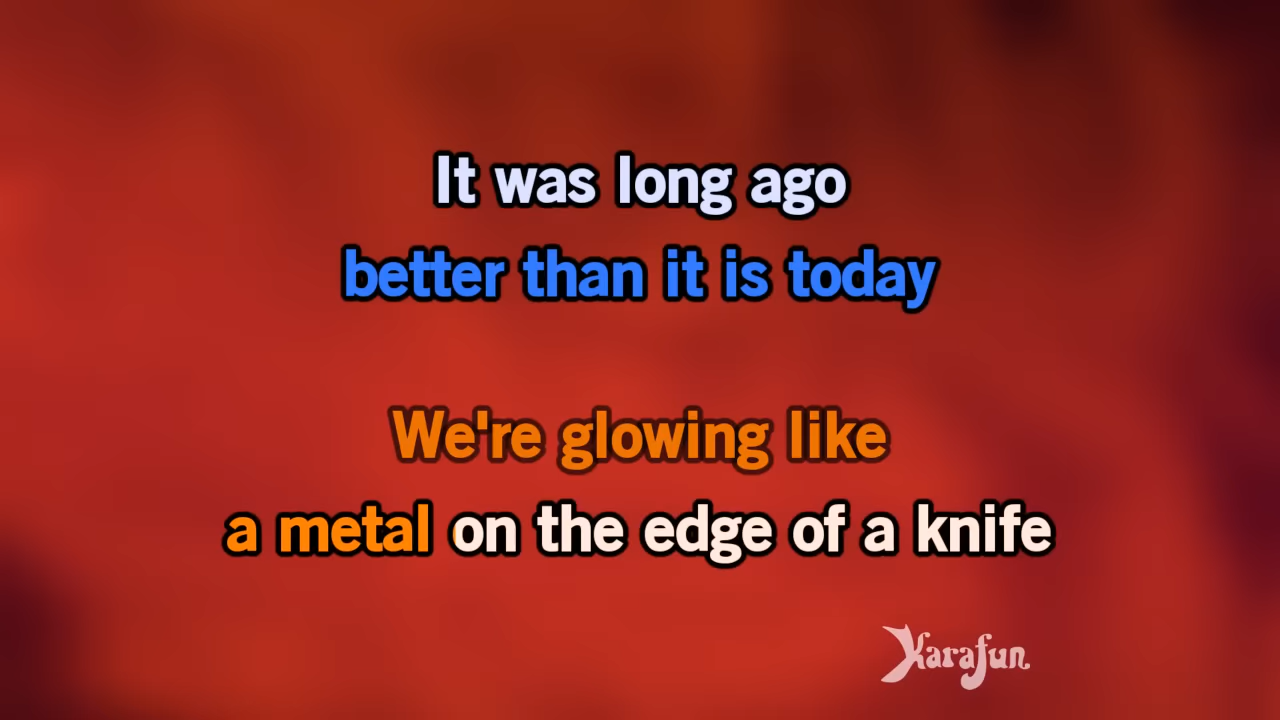 It was long ago
better than it is today
We're glowing like
a metal on the edge of a knife
Karafun